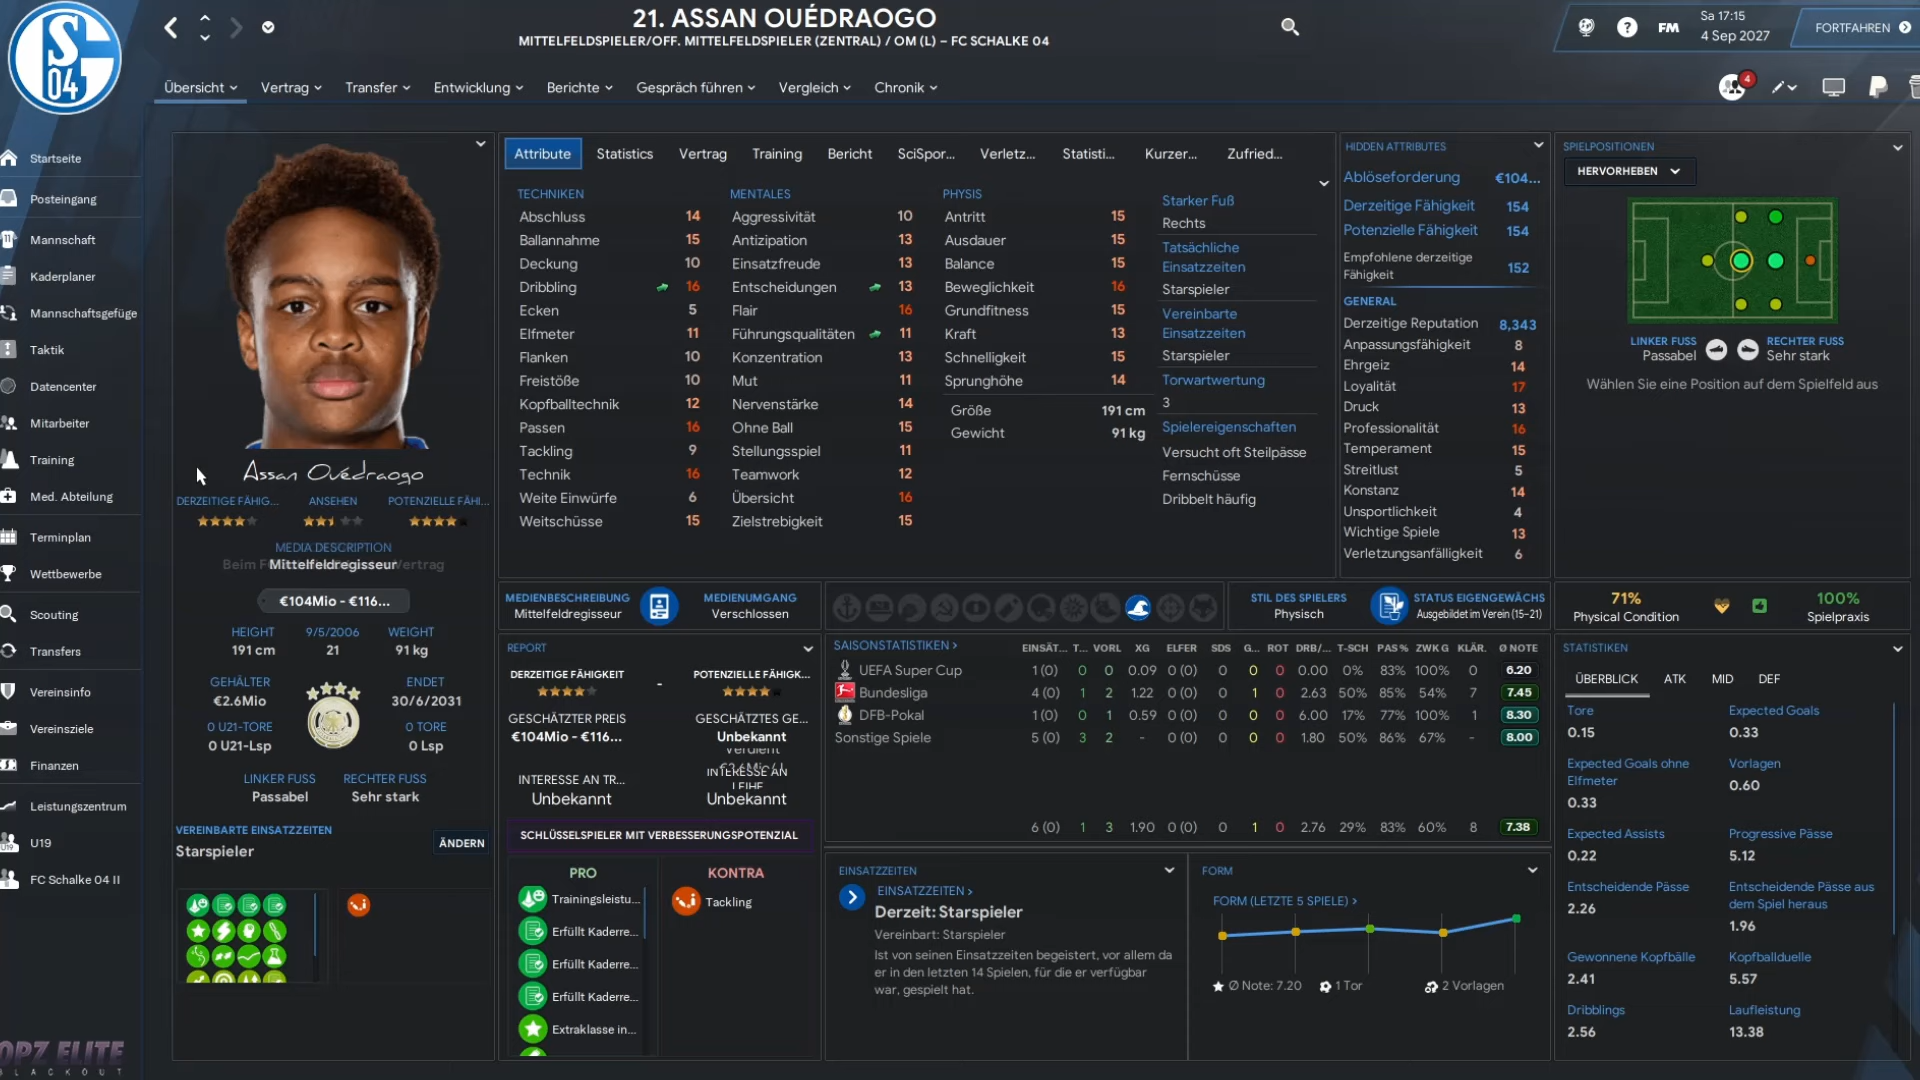 21. ASSAN OUÉDRAOGO
MITTELFELDSPIELER/OFF. MITTELFELDSPIELER (ZENTRAL) / OM (L) – FC SCHALKE 04
FM
Sa 17:15
4 Sep 2027
FORTFAHREN
Übersicht
Vertrag
Transfer
Entwicklung
Berichte
Gespräch führen
Vergleich
Chronik
4
S
04
Startseite
Posteingang
Mannschaft
Kaderplaner
Mannschaftsgefüge
Taktik
Datencenter
Mitarbeiter
Training
Med. Abteilung
Terminplan
Wettbewerbe
Scouting
Transfers
Vereinsinfo
Vereinsziele
Finanzen
Leistungszentrum
U19
FC Schalke 04 II
OPZ ELITE
BLACKOUT
Assan Ouédraogo
DERZEITIGE FÄHIG... ANSEHEN POTENZIELLE FÄHI...
MEDIA DESCRIPTION
Mittelfeldregisseur
€104Mio - €116...
HEIGHT 9/5/2006 WEIGHT
191 cm 21 91 kg
GEHÄLTER ENDET
€2.6Mio 30/6/2031
0 U21-TORE 0 TORE
0 U21-Lsp 0 Lsp
LINKER FUSS RECHTER FUSS
Passabel Sehr stark
VEREINBARTE EINSATZZEITEN
Starspieler
ÄNDERN
Attribute Statistics Vertrag Training Bericht SciSpor... Verletz... Statisti... Kurzer... Zufried...
TECHNIKEN
Abschluss 14
Ballannahme 15
Deckung 10
Dribbling 16
Ecken 5
Elfmeter 11
Flanken 10
Freistöße 10
Kopfballtechnik 12
Passen 16
Tackling 9
Technik 16
Weite Einwürfe 6
Weitschüsse 15
MENTALES
Aggressivität 10
Antizipation 13
Einsatzfreude 13
Entscheidungen 13
Flair 16
Führungsqualitäten 11
Konzentration 13
Mut 11
Nervenstärke 14
Ohne Ball 15
Stellungsspiel 11
Teamwork 12
Übersicht 16
Zielstrebigkeit 15
PHYSIS
Antritt 15
Ausdauer 15
Balance 15
Beweglichkeit 16
Grundfitness 15
Kraft 13
Schnelligkeit 15
Sprunghöhe 14
Größe 191 cm
Gewicht 91 kg
Starker Fuß
Rechts
Tatsächliche
Einsatzzeiten
Starspieler
Vereinbarte
Einsatzzeiten
Starspieler
Torwartwertung
3
Spielereigenschaften
Versucht oft Steilpässe
Fernschüsse
Dribbelt häufig
HIDDEN ATTRIBUTES
Ablöseforderung €104...
Derzeitige Fähigkeit 154
Potenzielle Fähigkeit 154
Empfohlene derzeitige
Fähigkeit 152
GENERAL
Derzeitige Reputation 8,343
Anpassungsfähigkeit 8
Ehrgeiz 14
Loyalität 17
Druck 13
Professionalität 16
Temperament 15
Streitlust 5
Konstanz 14
Unsportlichkeit 4
Wichtige Spiele 13
Verletzungsanfälligkeit 6
SPIELPOSITIONEN
HERVORHEBEN
LINKER FUSS RECHTER FUSS
Passabel Sehr stark
Wählen Sie eine Position auf dem Spielfeld aus
MEDIENBESCHREIBUNG
Mittelfeldregisseur
MEDIENUMGANG
Verschlossen
STIL DES SPIELERS
Physisch
STATUS EIGENGEWÄCHS
Ausgebildet im Verein (15-21)
71%
Physical Condition
100%
Spielpraxis
REPORT
DERZEITIGE FÄHIGKEIT - POTENZIELLE FÄHIGK...
GESCHÄTZTER PREIS GESCHÄTZTES GE...
€104Mio - €116... Unbekannt
INTERESSE AN TR... INTERESSE AN
LEIHE
Unbekannt Unbekannt
SCHLÜSSELSPIELER MIT VERBESSERUNGSPOTENZIAL
PRO
Trainingsleistu...
Erfüllt Kaderre...
Erfüllt Kaderre...
Erfüllt Kaderre...
Extraklasse in...
KONTRA
Tackling
SAISONSTATISTIKEN > EINSÄT... T... VORL XG ELFER SDS G... ROT DRB/... T-SCH PAS % ZWK G KLÄR. Ø NOTE
UEFA Super Cup 1 (0) 0 0 0.09 0 (0) 0 0 0 0.00 0% 83% 100% 0 6.20
Bundesliga 4 (0) 1 2 1.22 0 (0) 0 1 0 2.63 50% 85% 54% 7 7.45
DFB-Pokal 1 (0) 0 1 0.59 0 (0) 0 0 0 6.00 17% 77% 100% 1 8.30
Sonstige Spiele 5 (0) 3 2 - 0 (0) 0 0 0 1.80 50% 86% 67% - 8.00
6 (0) 1 3 1.90 0 (0) 0 1 0 2.76 29% 83% 60% 8 7.38
EINSATZZEITEN
EINSATZZEITEN >
Derzeit: Starspieler
Vereinbart: Starspieler
Ist von seinen Einsatzzeiten begeistert, vor allem da
er in den letzten 14 Spielen, für die er verfügbar
war, gespielt hat.
FORM
FORM (LETZTE 5 SPIELE) >
Ø Note: 7.20 1 Tor 2 Vorlagen
STATISTIKEN
ÜBERBLICK ATK MID DEF
Tore Expected Goals
0.15 0.33
Expected Goals ohne
Elfmeter
0.33
Vorlagen
0.60
Expected Assists Progressive Pässe
0.22 5.12
Entscheidende Pässe
2.26
Entscheidende Pässe aus
dem Spiel heraus
1.96
Gewonnene Kopfbälle Kopfballduelle
2.41 5.57
Dribblings Laufleistung
2.56 13.38